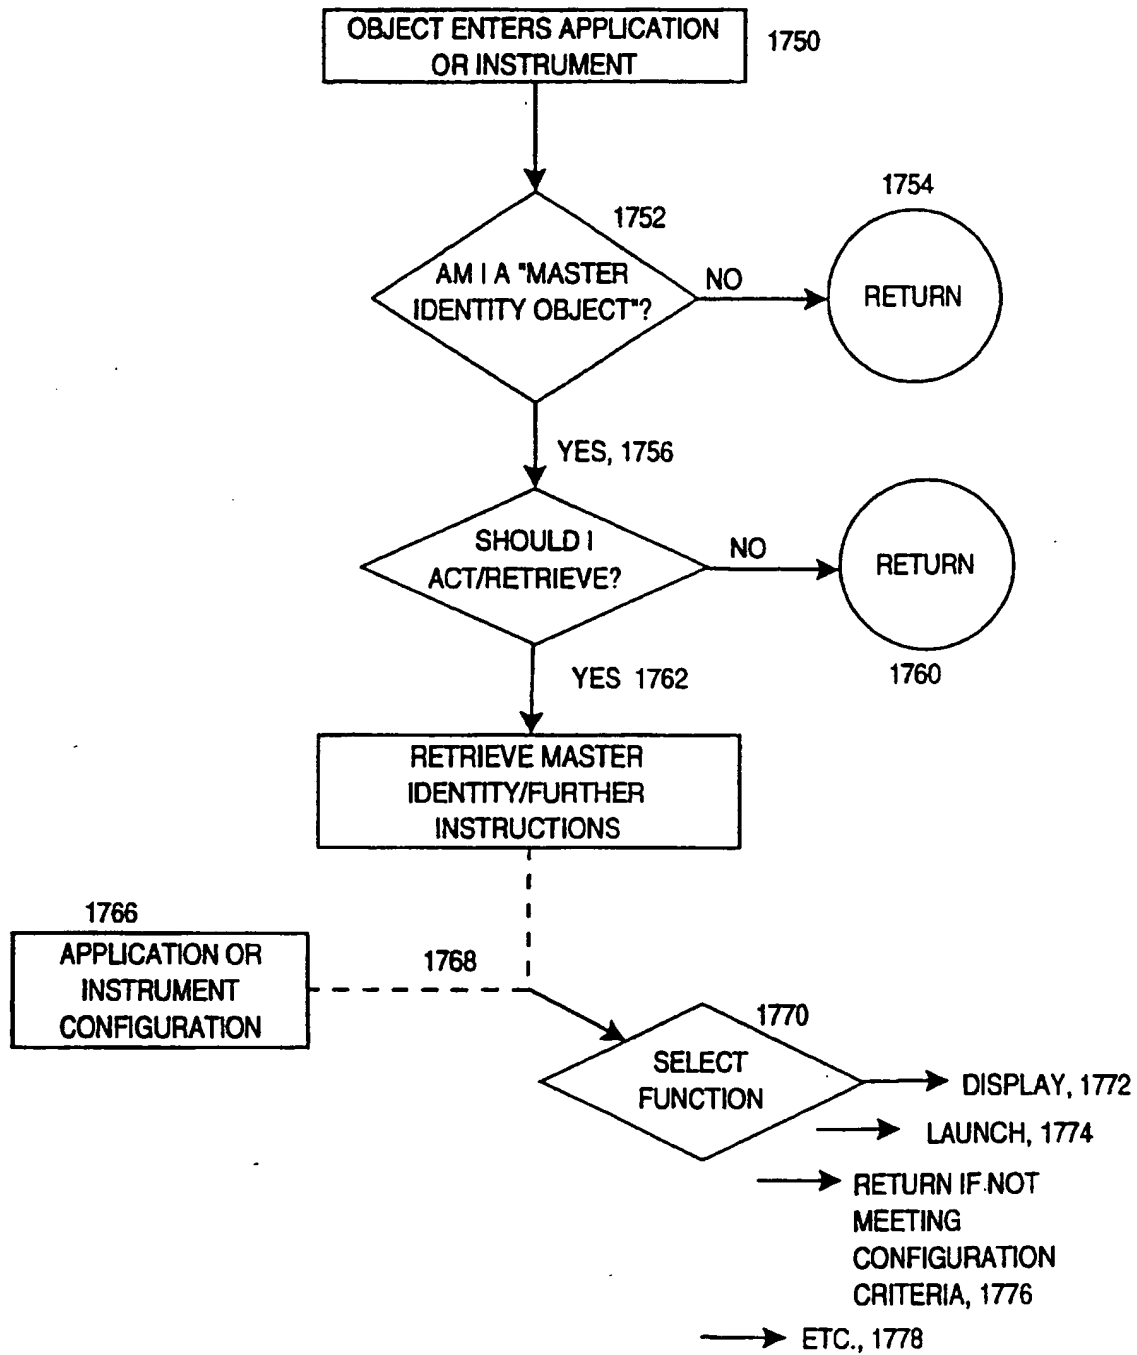 OBJECT ENTERS APPLICATION
OR INSTRUMENT
1750
1754
1752
AM I A "MASTER
IDENTITY OBJECT"?
NO
RETURN
YES, 1756
SHOULD I
ACT/RETRIEVE?
NO
RETURN
1760
YES 1762
RETRIEVE MASTER
IDENTITY/FURTHER
INSTRUCTIONS
1766
APPLICATION OR
INSTRUMENT
CONFIGURATION
1768
1770
SELECT
FUNCTION
DISPLAY, 1772
LAUNCH, 1774
RETURN IF NOT
MEETING
CONFIGURATION
CRITERIA, 1776
ETC., 1778